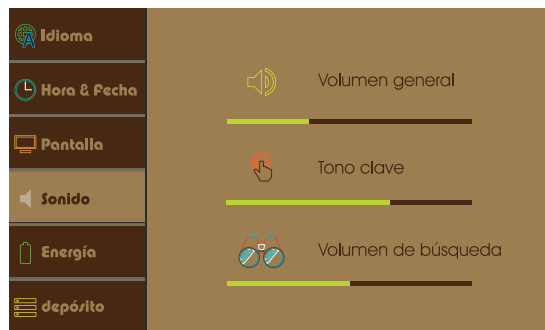 Idioma
Hora & Fecha
Pantalla
Sonido
Energía
depósito
Volumen general
Tono clave
Volumen de búsqueda